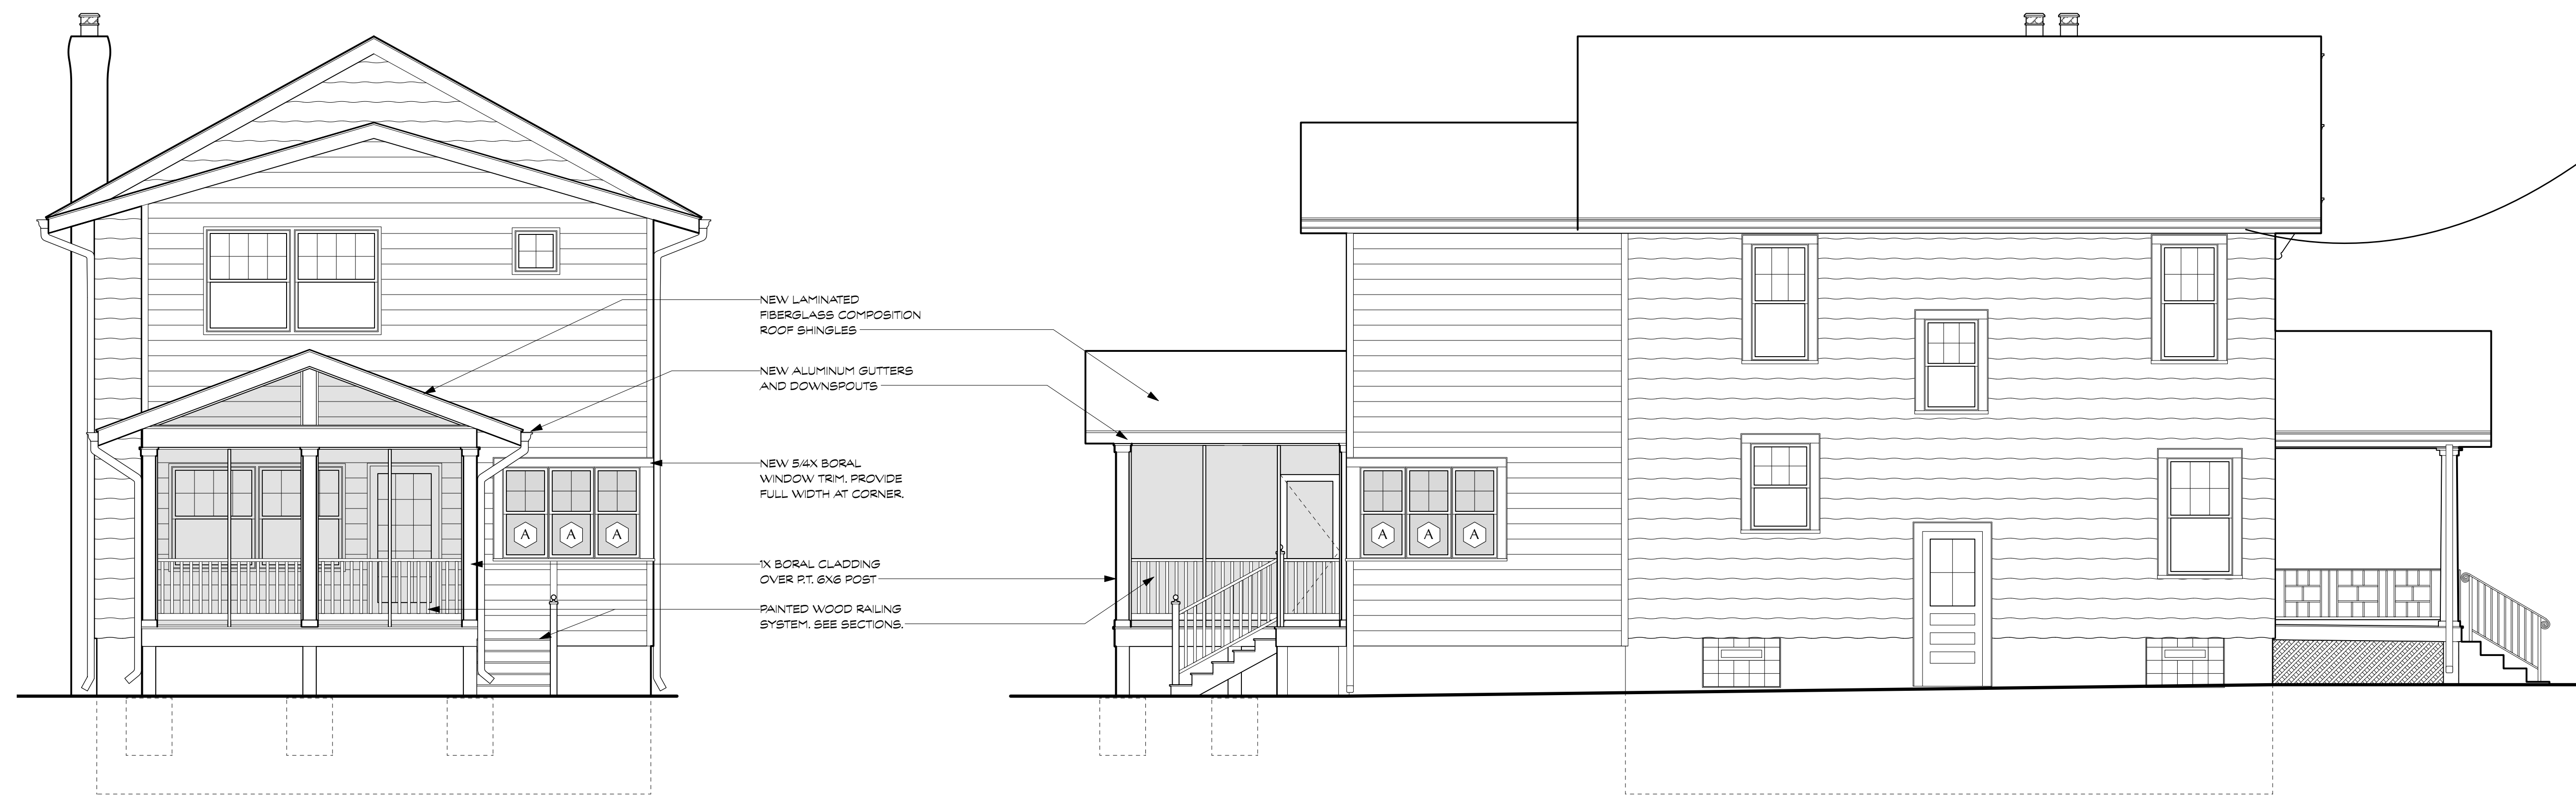 NEW LAMINATED
FIBERGLASS COMPOSITION
ROOF SHINGLES
NEW ALUMINUM GUTTERS
AND DOWNSPOUTS
NEW 5/4X BORAL
WINDOW TRIM. PROVIDE
FULL WIDTH AT CORNER.
A A A
A A A
1X BORAL CLADDING
OVER P.T. 6X6 POST
PAINTED WOOD RAILING
SYSTEM. SEE SECTIONS.